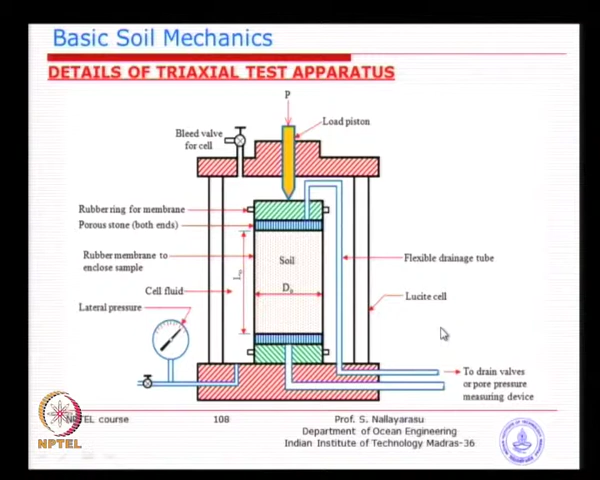 Basic Soil Mechanics
DETAILS OF TRIAXIAL TEST APPARATUS
P
Load piston
Bleed valve
for cell
Rubber ring for membrane
Porous stone (both ends)
Rubber membrane to
enclose sample
Soil
Flexible drainage tube
L₀
D₀
Cell fluid
Lucite cell
Lateral pressure
To drain valves
or pore pressure
measuring device
NPTEL course
108
Prof. S. Nallayarasu
Department of Ocean Engineering
Indian Institute of Technology Madras-36
NPTEL